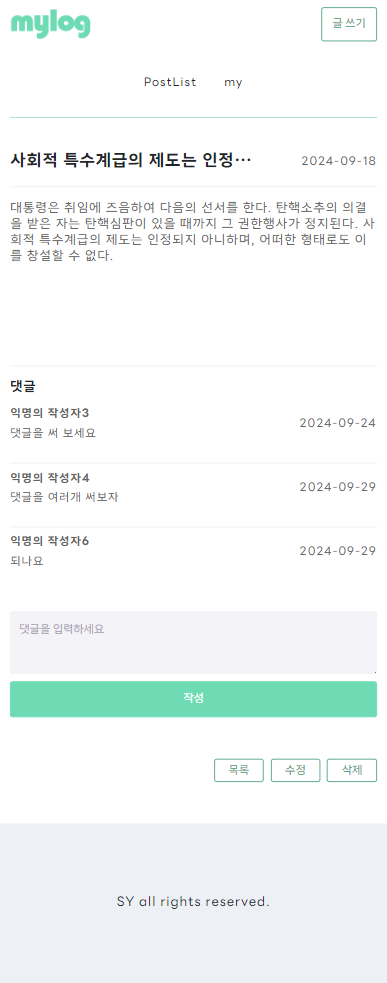 mylog
글 쓰기
PostList my
사회적 특수계급의 제도는 인정… 2024-09-18
대통령은 취임에 즈음하여 다음의 선서를 한다. 탄핵소추의 의결
을 받은 자는 탄핵심판이 있을 때까지 그 권한행사가 정지된다. 사
회적 특수계급의 제도는 인정되지 아니하며, 어떠한 형태로도 이
를 창설할 수 없다.
댓글
익명의 작성자3
댓글을 써 보세요
2024-09-24
익명의 작성자4
댓글을 여러개 써보자
2024-09-29
익명의 작성자6
되나요
2024-09-29
댓글을 입력하세요
작성
목록 수정 삭제
SY all rights reserved.